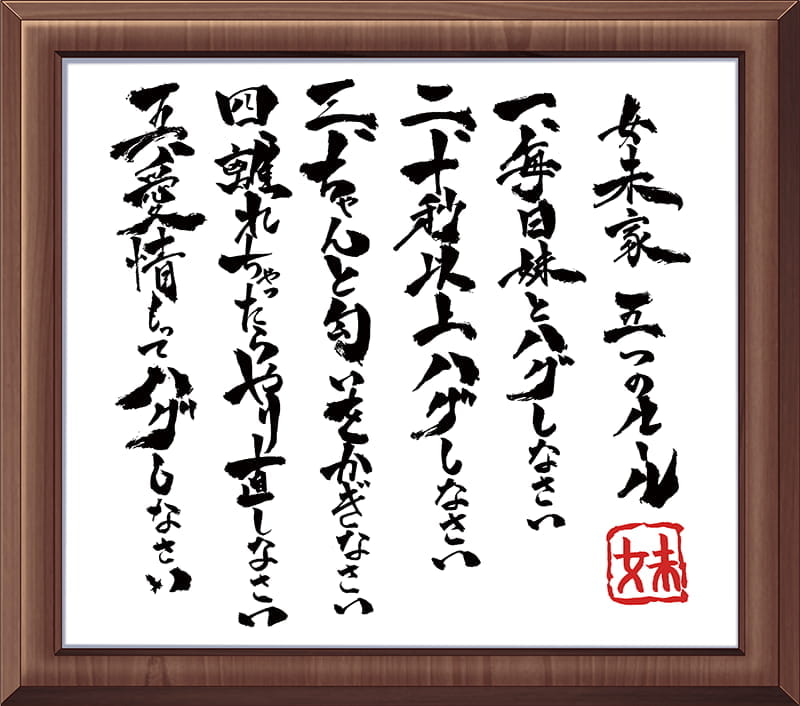 女未家 五つのルール
一、毎日妹とハグしなさい
二、十秒以上ハグしなさい
三、ちゃんと匂いをかぎなさい
四、離れちゃったらやり直しなさい
五、愛情もってハグしなさい
妹